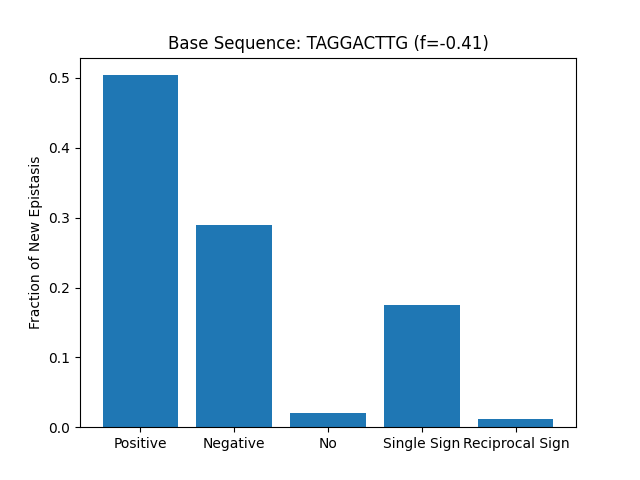 Base Sequence: TAGGACTTG (f=-0.41)
Fraction of New Epistasis
0.5
0.4
0.3
0.2
0.1
0.0
Positive
Negative
No
Single Sign
Reciprocal Sign